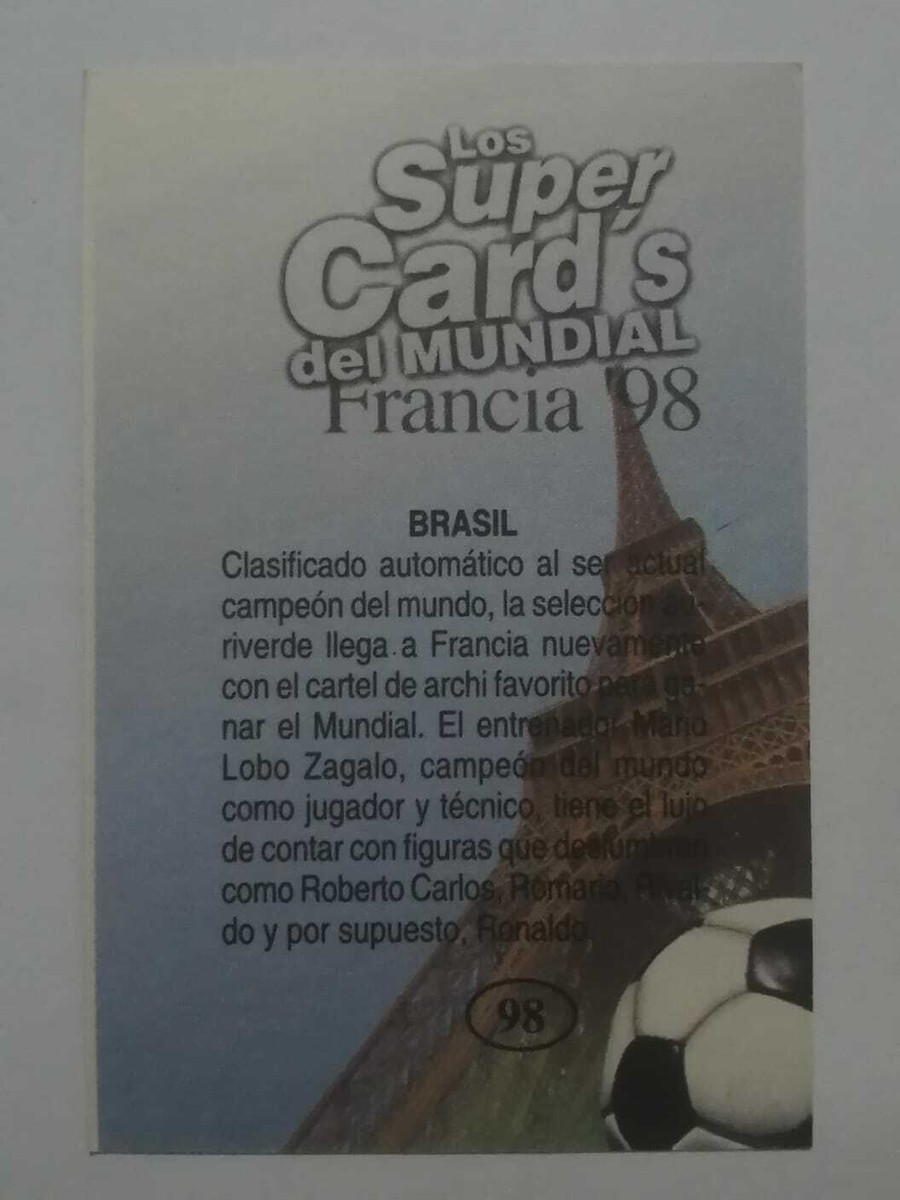 Los
Super
Card's
del MUNDIAL
Francia '98
BRASIL
Clasificado automático al ser actual
campeón del mundo, la selección au-
riverde llega a Francia nuevamente
con el cartel de archi favorito para ga-
nar el Mundial. El entrenador Mario
Lobo Zagalo, campeón del mundo
como jugador y técnico, tiene el lujo
de contar con figuras que deslumbran
como Roberto Carlos, Romario, Rival-
do y por supuesto, Ronaldo.
98